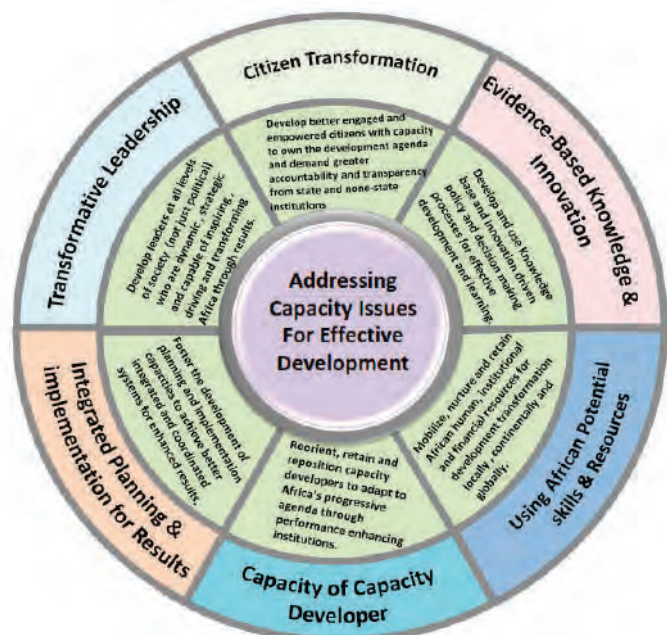 Citizen Transformation
Develop better engaged and
empowered citizens with capacity
to own the development agenda
and demand greater
accountability and transparency
from state and none-state
institutions
Evidence-Based Knowledge &
Innovation
Develop and use knowledge
base and innovation driven
policy and decision making
processes for effective
development and learning.
Using African Potential
skills & Resources
Mobilize, nurture and retain
African human, institutional
and financial resources for
development transformation
locally, continentally and
globally.
Capacity of Capacity
Developer
Reorient, retain and
reposition capacity
developers to adapt to
Africa's progressive
agenda through
performance enhancing
institutions.
Integrated Planning &
implementation for Results
Foster the development of
planning and implementation
capacities to achieve better
integrated and coordinated
systems for enhanced results.
Transformative Leadership
Develop leaders at all levels
of society (not just political)
who are dynamic, strategic
and capable of inspiring,
driving and transforming
Africa through results.
Addressing
Capacity Issues
For Effective
Development